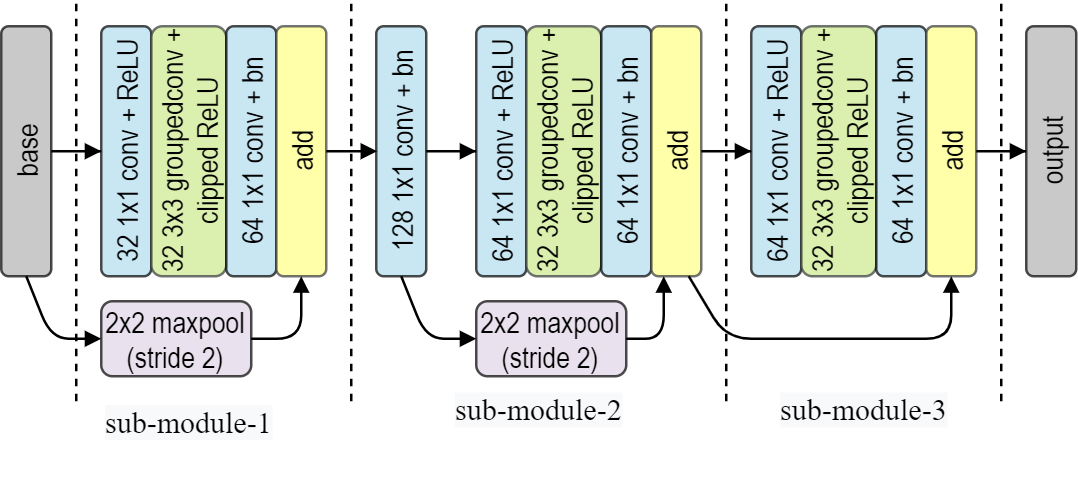 base
32 1x1 conv + ReLU
32 3x3 groupedconv +
clipped ReLU
64 1x1 conv + bn
add
2x2 maxpool
(stride 2)
sub-module-1
128 1x1 conv + bn
64 1x1 conv + ReLU
32 3x3 groupedconv +
clipped ReLU
64 1x1 conv + bn
add
2x2 maxpool
(stride 2)
sub-module-2
64 1x1 conv + ReLU
32 3x3 groupedconv +
clipped ReLU
64 1x1 conv + bn
add
sub-module-3
output